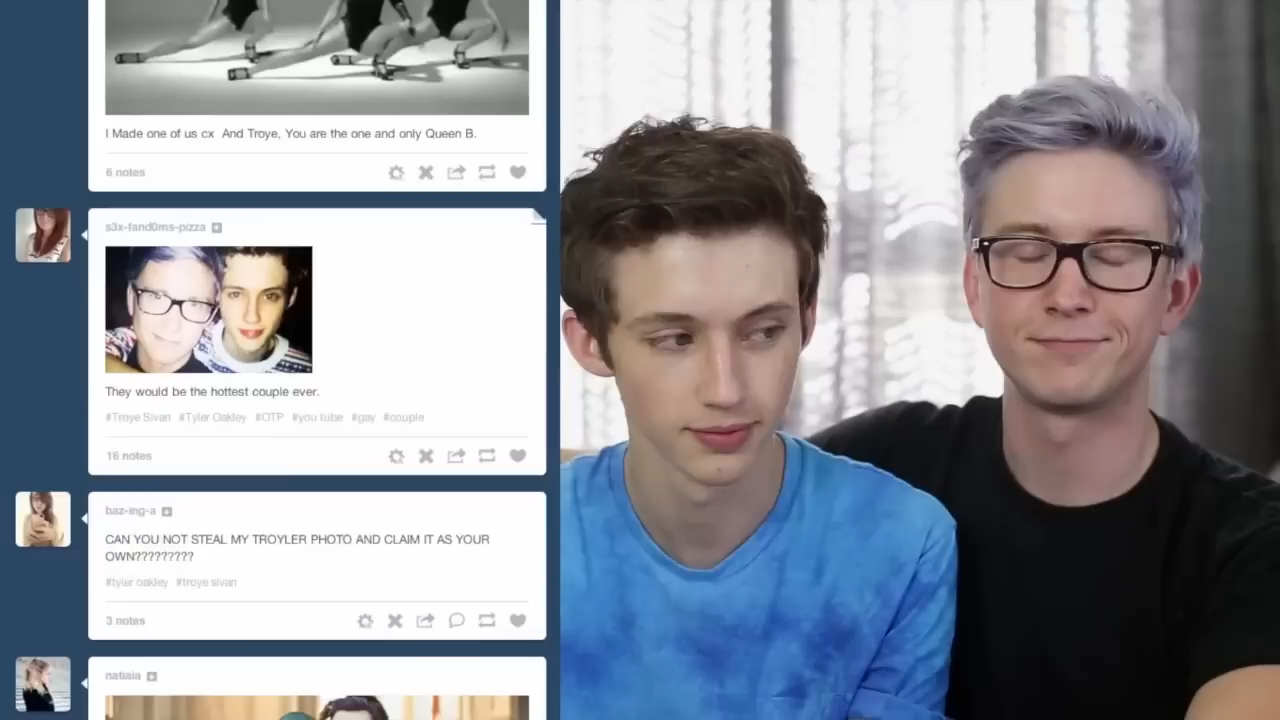 I Made one of us cx And Troye, You are the one and only Queen B.
6 notes
s3x-fand0ms-pizza
They would be the hottest couple ever.
#Troye Sivan #Tyler Oakley #OTP #you tube #gay #couple
16 notes
baz-ing-a
CAN YOU NOT STEAL MY TROYLER PHOTO AND CLAIM IT AS YOUR
OWN?????????
#tyler oakley #troye sivan
3 notes
natiaia